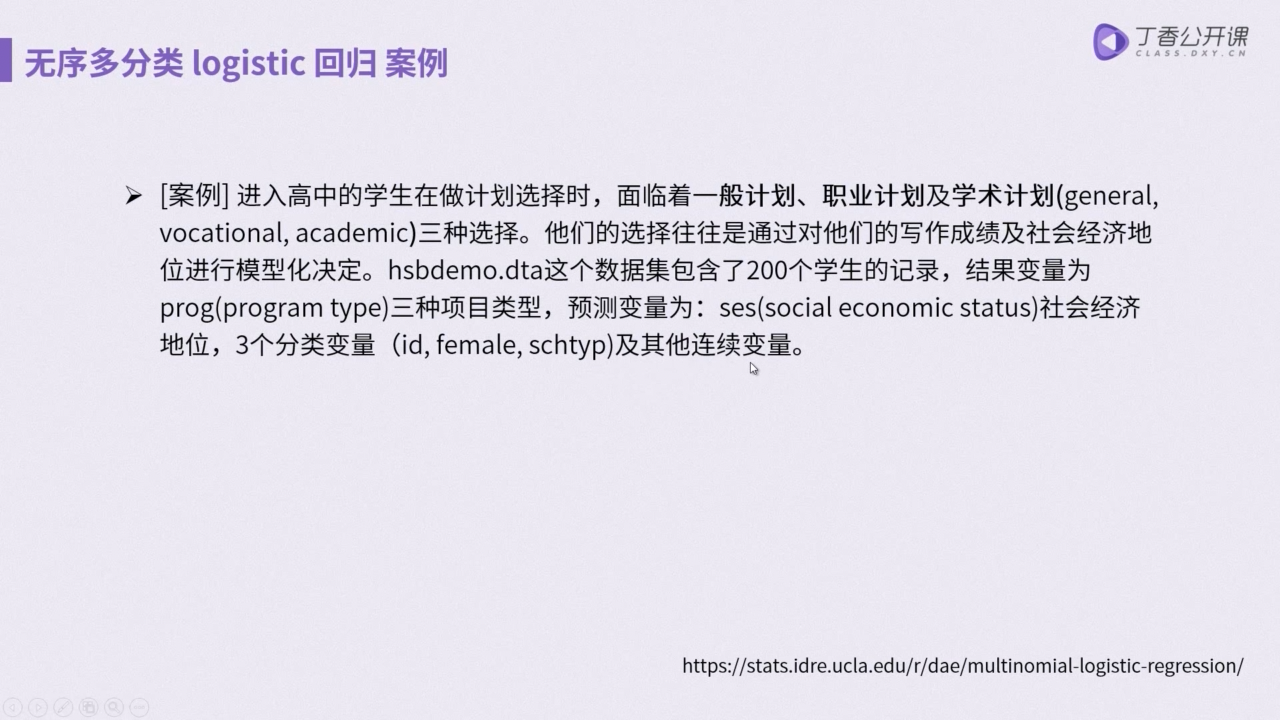 无序多分类 logistic 回归 案例
丁香公开课
CLASS.DXY.CN
[案例] 进入高中的学生在做计划选择时，面临着一般计划、职业计划及学术计划(general,
vocational, academic)三种选择。他们的选择往往是通过对他们的写作成绩及社会经济地
位进行模型化决定。hsbdemo.dta这个数据集包含了200个学生的记录，结果变量为
prog(program type)三种项目类型，预测变量为：ses(social economic status)社会经济
地位，3个分类变量（id, female, schtyp)及其他连续变量。
https://stats.idre.ucla.edu/r/dae/multinomial-logistic-regression/